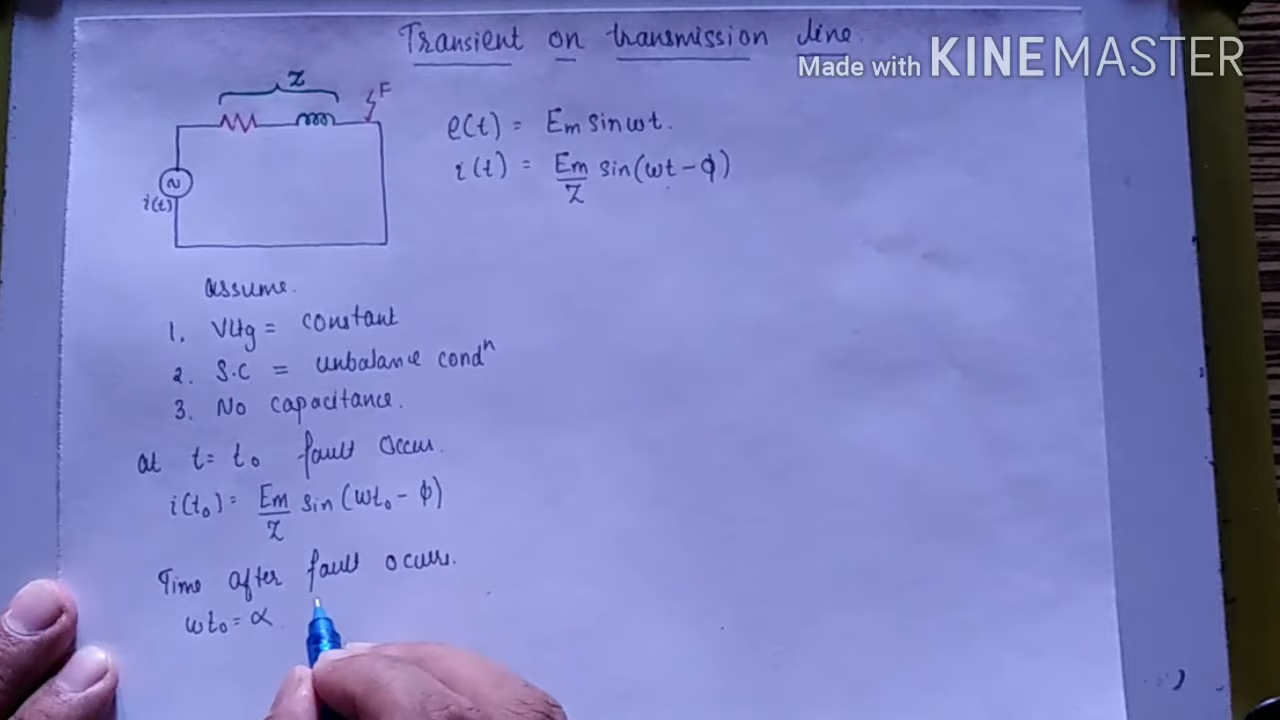 Transient on transmission line.
Made with KINEMASTER
Z
F
i(t)
e(t) = Em sinωt.
i(t) = Em/Z sin(ωt - ϕ)
assume.
1. Vltg = constant
2. S.C = unbalance condⁿ
3. No capacitance.
at t = t₀ fault occur.
i(t₀) = Em/Z sin(ωt₀ - ϕ)
Time after fault occurs.
ωt₀ = α